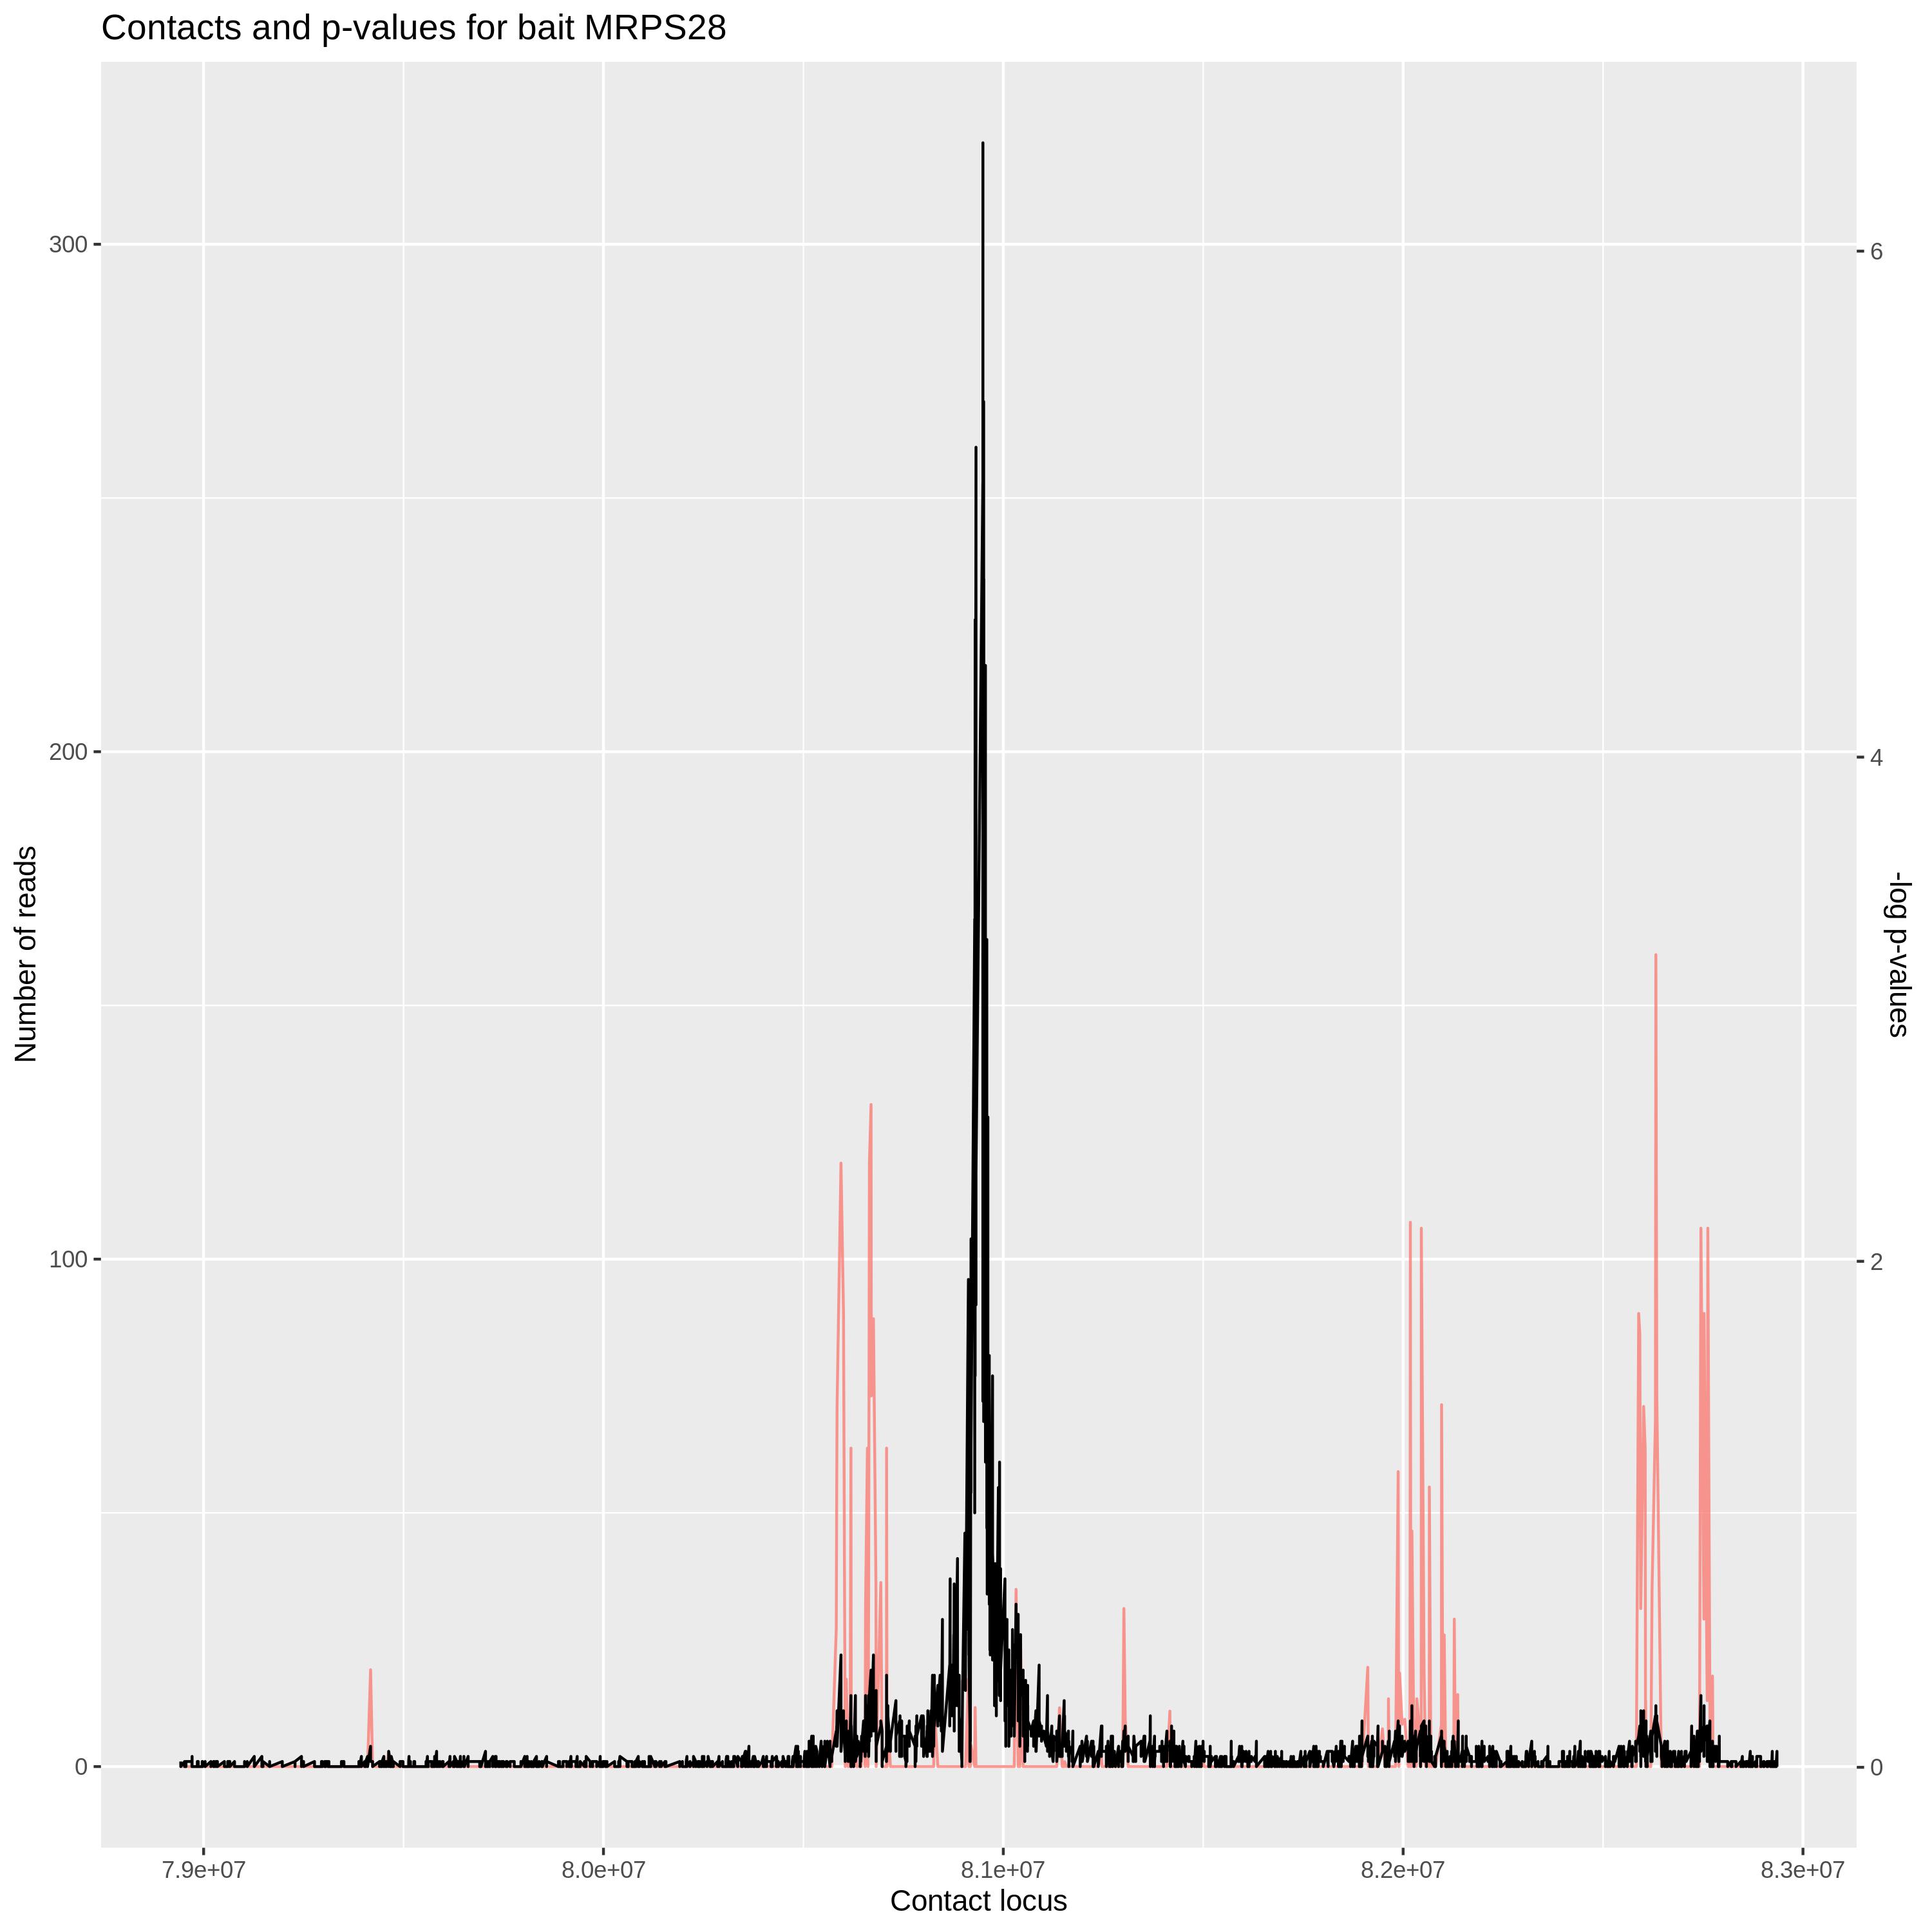 Contacts and p-values for bait MRPS28
300
200
100
0
Number of reads
6
4
2
0
-log p-values
7.9e+07 8.0e+07 8.1e+07 8.2e+07 8.3e+07
Contact locus